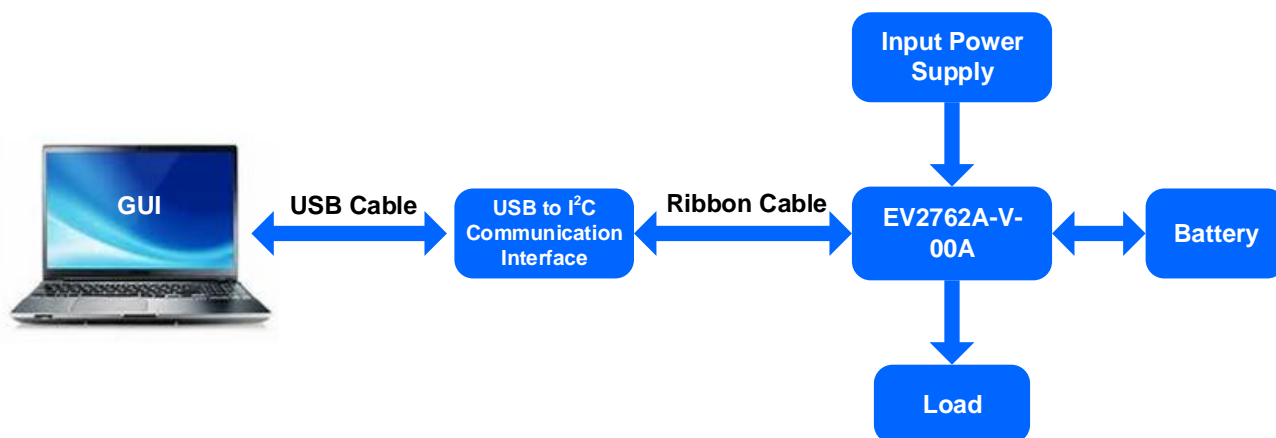 Input Power
Supply
GUI
USB Cable
USB to I²C
Communication
Interface
Ribbon Cable
EV2762A-V-
00A
Battery
Load